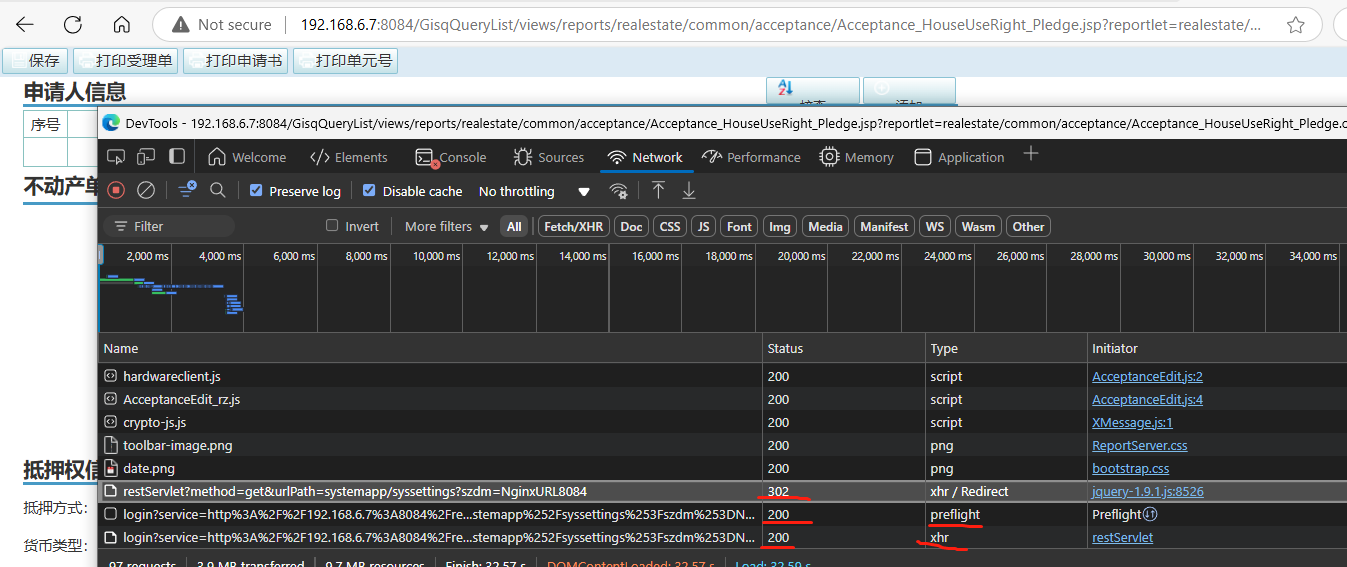 Not secure 192.168.6.7:8084/GisqQueryList/views/reports/realestate/common/acceptance/Acceptance_HouseUseRight_Pledge.jsp?reportlet=realestate/...
保存 打印受理单 打印申请书 打印单元号
申请人信息
序号
DevTools - 192.168.6.7:8084/GisqQueryList/views/reports/realestate/common/acceptance/Acceptance_HouseUseRight_Pledge.jsp?reportlet=realestate/common/acceptance/Acceptance_HouseUseRight_Pledge.c
Welcome Elements Console Sources Network Performance Memory Application
不动产单
Preserve log Disable cache No throttling
Filter Invert More filters All Fetch/XHR Doc CSS JS Font Img Media Manifest WS Wasm Other
2,000 ms 4,000 ms 6,000 ms 8,000 ms 10,000 ms 12,000 ms 14,000 ms 16,000 ms 18,000 ms 20,000 ms 22,000 ms 24,000 ms 26,000 ms 28,000 ms 30,000 ms 32,000 ms 34,000 ms
Name Status Type Initiator
hardwareclient.js 200 script AcceptanceEdit.js:2
AcceptanceEdit_rz.js 200 script AcceptanceEdit.js:4
crypto-js.js 200 script XMessage.js:1
toolbar-image.png 200 png ReportServer.css
抵押权信
date.png 200 png bootstrap.css
restServlet?method=get&urlPath=systemapp/syssettings?szdm=NginxURL8084 302 xhr / Redirect jquery-1.9.1.js:8526
抵押方式:
login?service=http%3A%2F%2F192.168.6.7%3A8084%2Fre...stemapp%252Fsyssettings%253Fszdm%253DN... 200 preflight Preflight
货币类型:
login?service=http%3A%2F%2F192.168.6.7%3A8084%2Fre...stemapp%252Fsyssettings%253Fszdm%253DN... 200 xhr restServlet
97 requests 3.9 MB transferred 9.7 MB resources Finish: 32.57 s DOMContentLoaded: 32.57 s Load: 32.59 s